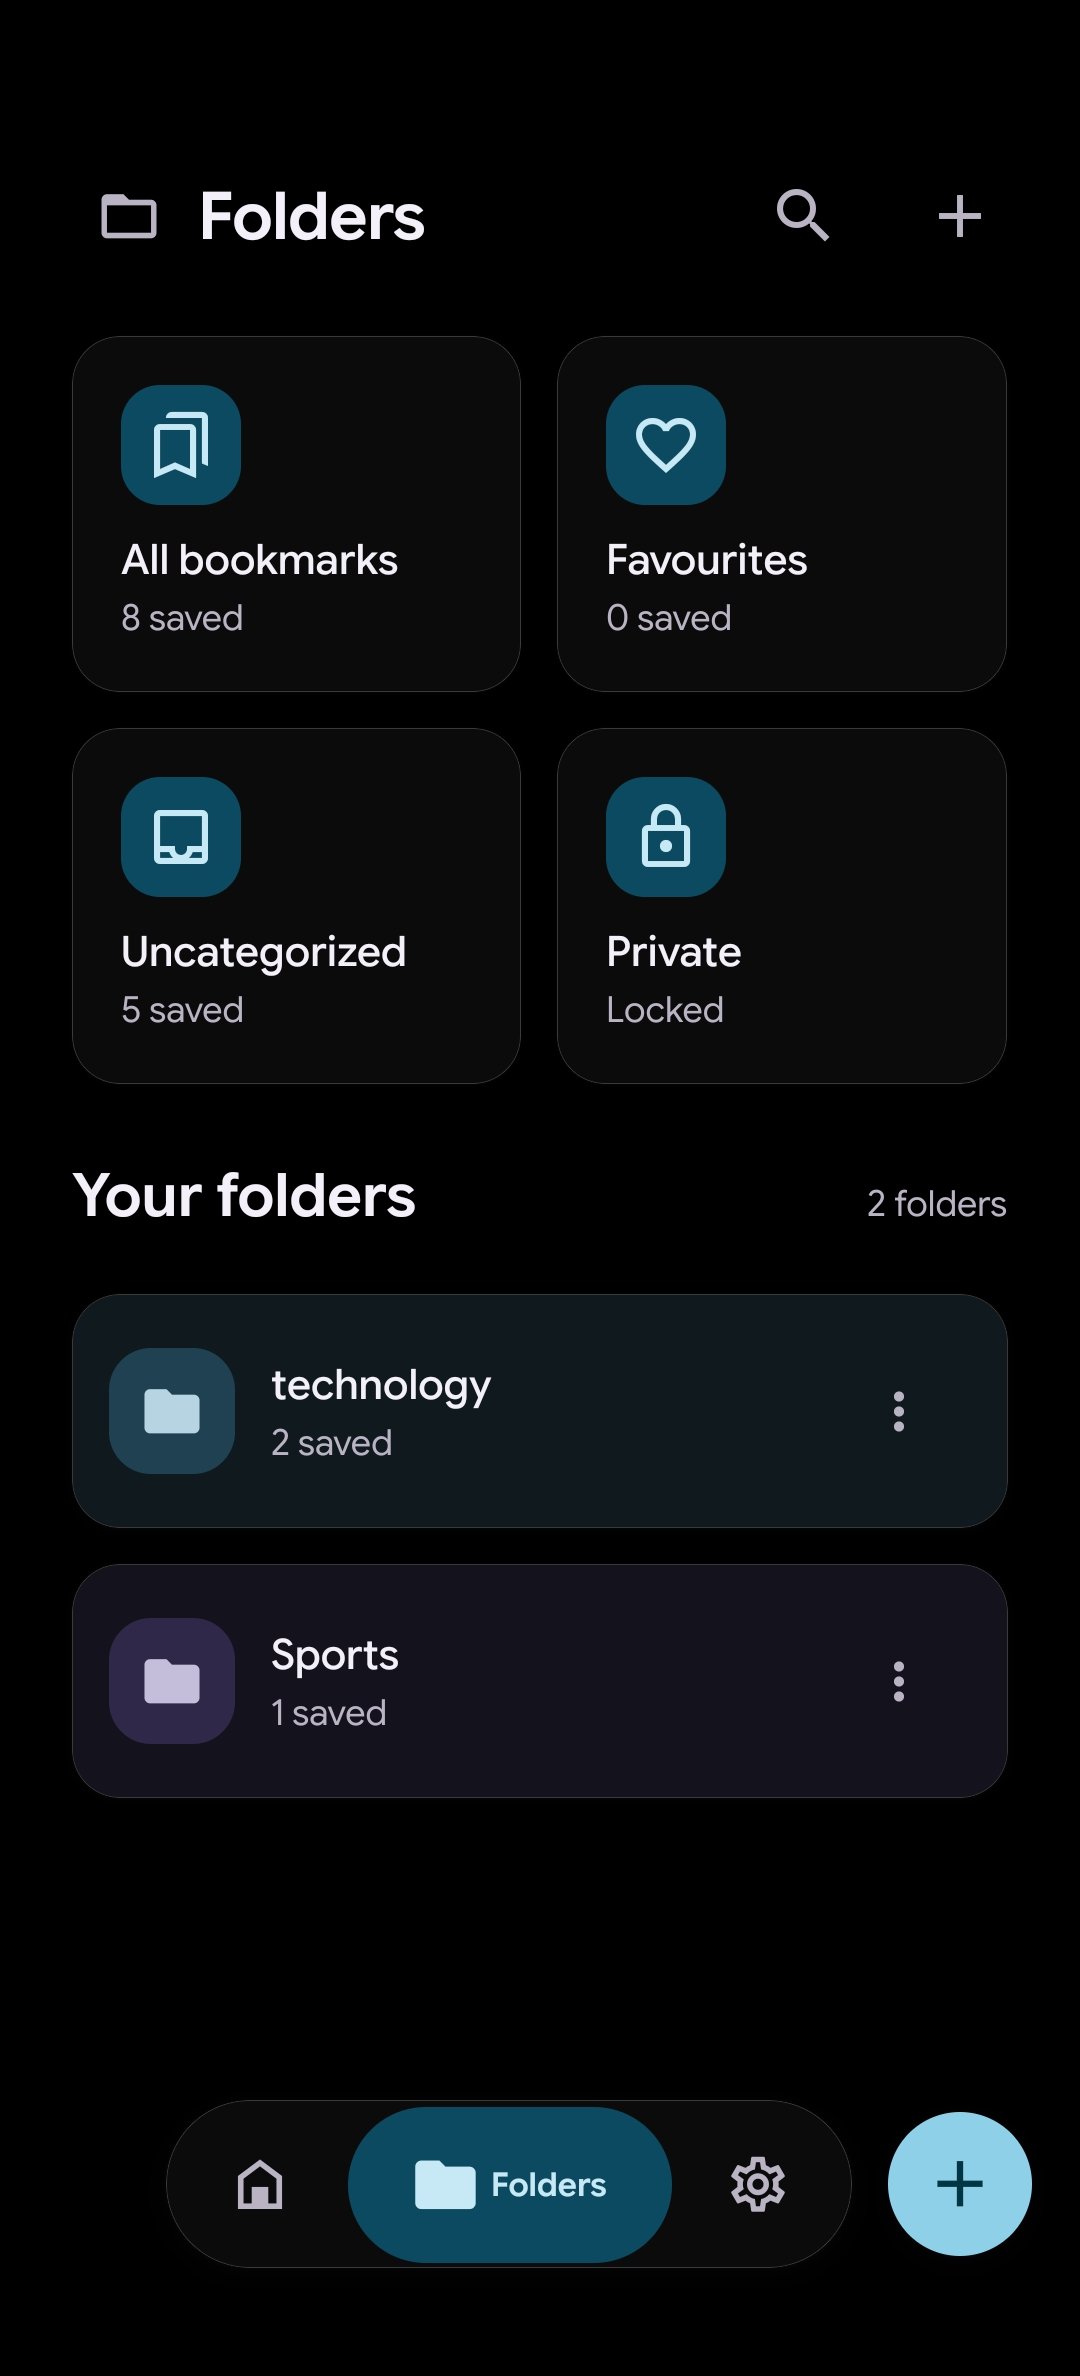 Folders
All bookmarks
8 saved
Favourites
0 saved
Uncategorized
5 saved
Private
Locked
Your folders
2 folders
technology
2 saved
Sports
1 saved
Folders